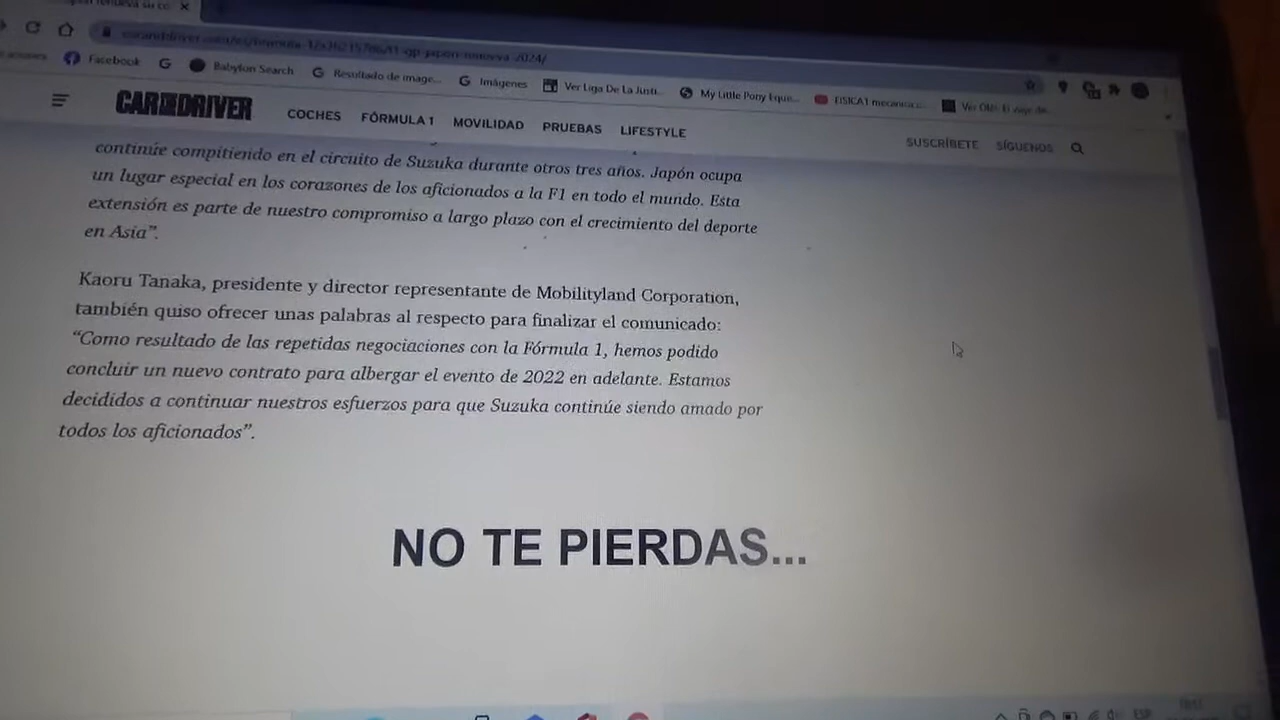 Facebook
Babylon Search
Resultado de image...
Imágenes
Ver Liga De La Justi...
My Little Pony Eque...
CAR AND DRIVER
COCHES
FÓRMULA 1
MOVILIDAD
PRUEBAS
LIFESTYLE
SUSCRÍBETE
SÍGUENOS
continúe compitiendo en el circuito de Suzuka durante otros tres años. Japón ocupa
un lugar especial en los corazones de los aficionados a la F1 en todo el mundo. Esta
extensión es parte de nuestro compromiso a largo plazo con el crecimiento del deporte
en Asia”.
Kaoru Tanaka, presidente y director representante de Mobilityland Corporation,
también quiso ofrecer unas palabras al respecto para finalizar el comunicado:
“Como resultado de las repetidas negociaciones con la Fórmula 1, hemos podido
concluir un nuevo contrato para albergar el evento de 2022 en adelante. Estamos
decididos a continuar nuestros esfuerzos para que Suzuka continúe siendo amado por
todos los aficionados”.
NO TE PIERDAS...
ESP